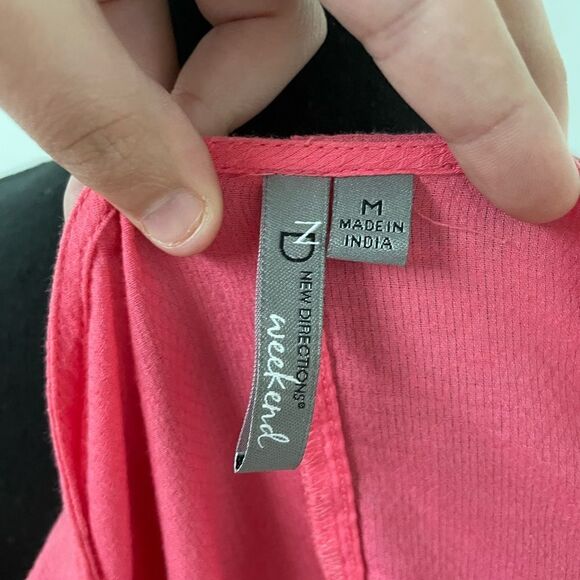 ND
NEW DIRECTIONS®
weekend
M
MADE IN
INDIA